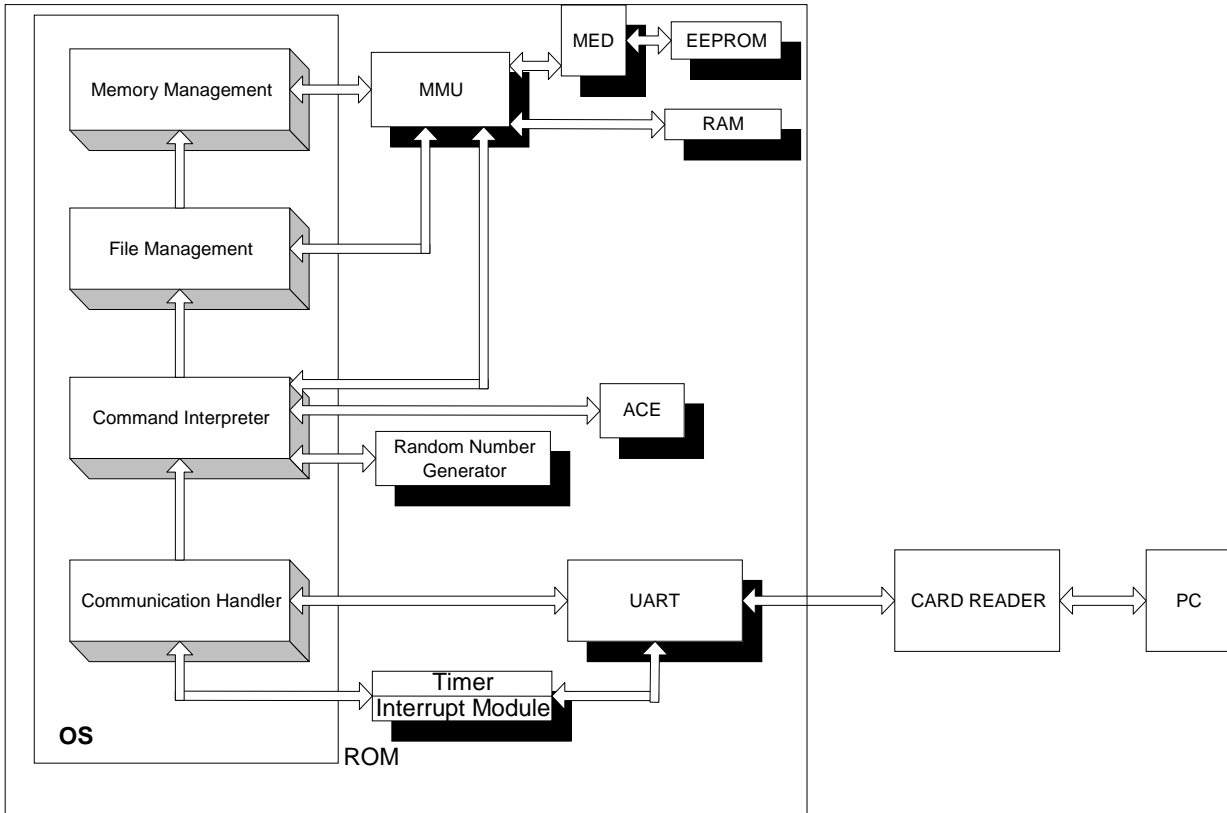 MED
EEPROM
Memory Management
MMU
RAM
File Management
Command Interpreter
ACE
Random Number
Generator
Communication Handler
UART
CARD READER
PC
Timer
Interrupt Module
OS
ROM